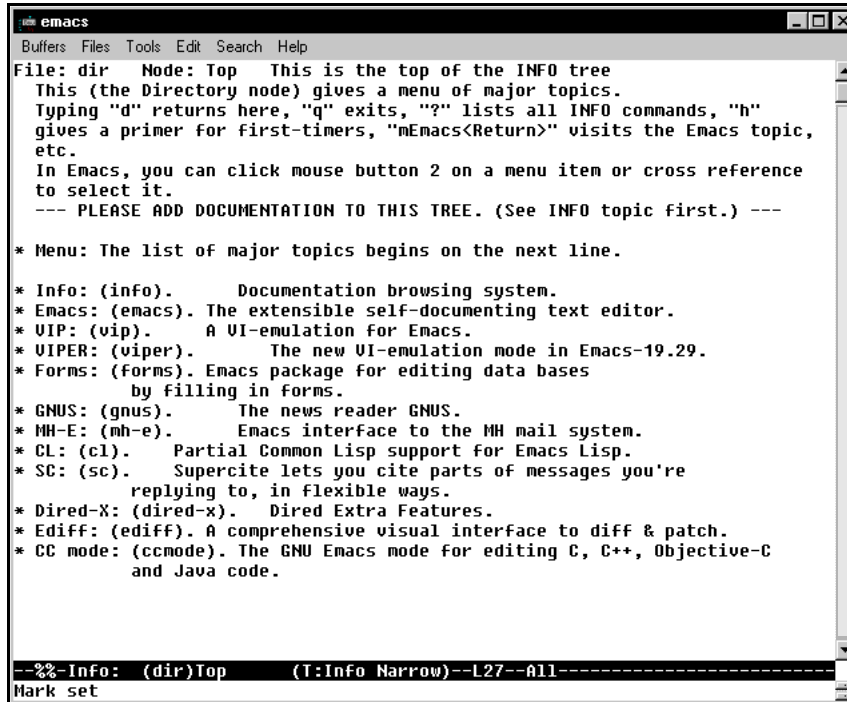 emacs
Buffers Files Tools Edit Search Help
File: dir   Node: Top   This is the top of the INFO tree
  This (the Directory node) gives a menu of major topics.
  Typing "d" returns here, "q" exits, "?" lists all INFO commands, "h"
  gives a primer for first-timers, "mEmacs<Return>" visits the Emacs topic,
  etc.
  In Emacs, you can click mouse button 2 on a menu item or cross reference
  to select it.
  --- PLEASE ADD DOCUMENTATION TO THIS TREE. (See INFO topic first.) ---
* Menu: The list of major topics begins on the next line.
* Info: (info).     Documentation browsing system.
* Emacs: (emacs). The extensible self-documenting text editor.
* VIP: (vip).    A VI-emulation for Emacs.
* VIPER: (viper).      The new VI-emulation mode in Emacs-19.29.
* Forms: (forms). Emacs package for editing data bases
         by filling in forms.
* GNUS: (gnus).     The news reader GNUS.
* MH-E: (mh-e).     Emacs interface to the MH mail system.
* CL: (cl).   Partial Common Lisp support for Emacs Lisp.
* SC: (sc).   Supercite lets you cite parts of messages you're
         replying to, in flexible ways.
* Dired-X: (dired-x).  Dired Extra Features.
* Ediff: (ediff). A comprehensive visual interface to diff & patch.
* CC mode: (ccmode). The GNU Emacs mode for editing C, C++, Objective-C
         and Java code.
--%%-Info:  (dir)Top     (T:Info Narrow)--L27--All--------------------------
Mark set